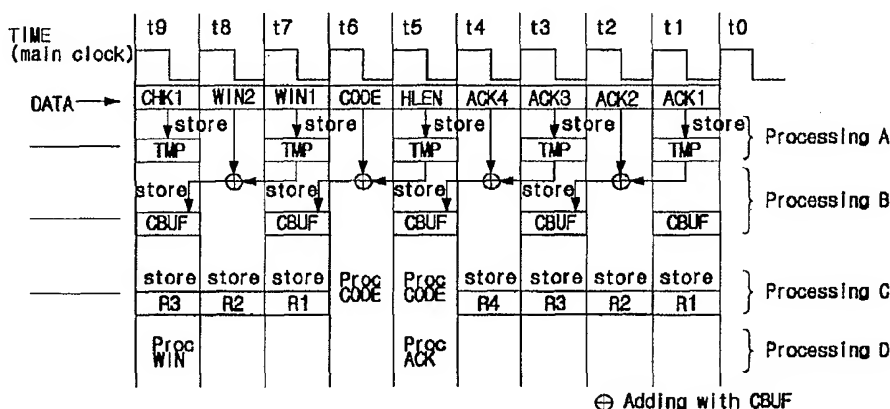 TIME
(main clock)
t9 t8 t7 t6 t5 t4 t3 t2 t1 t0
DATA CHK1 WIN2 WIN1 CODE HLEN ACK4 ACK3 ACK2 ACK1
store store store store store
TMP TMP TMP TMP TMP
Processing A
store store store store
Processing B
CBUF CBUF CBUF CBUF CBUF
store store store Proc CODE Proc CODE store store store store
R3 R2 R1 R4 R3 R2 R1
Processing C
Proc WIN Proc ACK
Processing D
⊕ Adding with CBUF